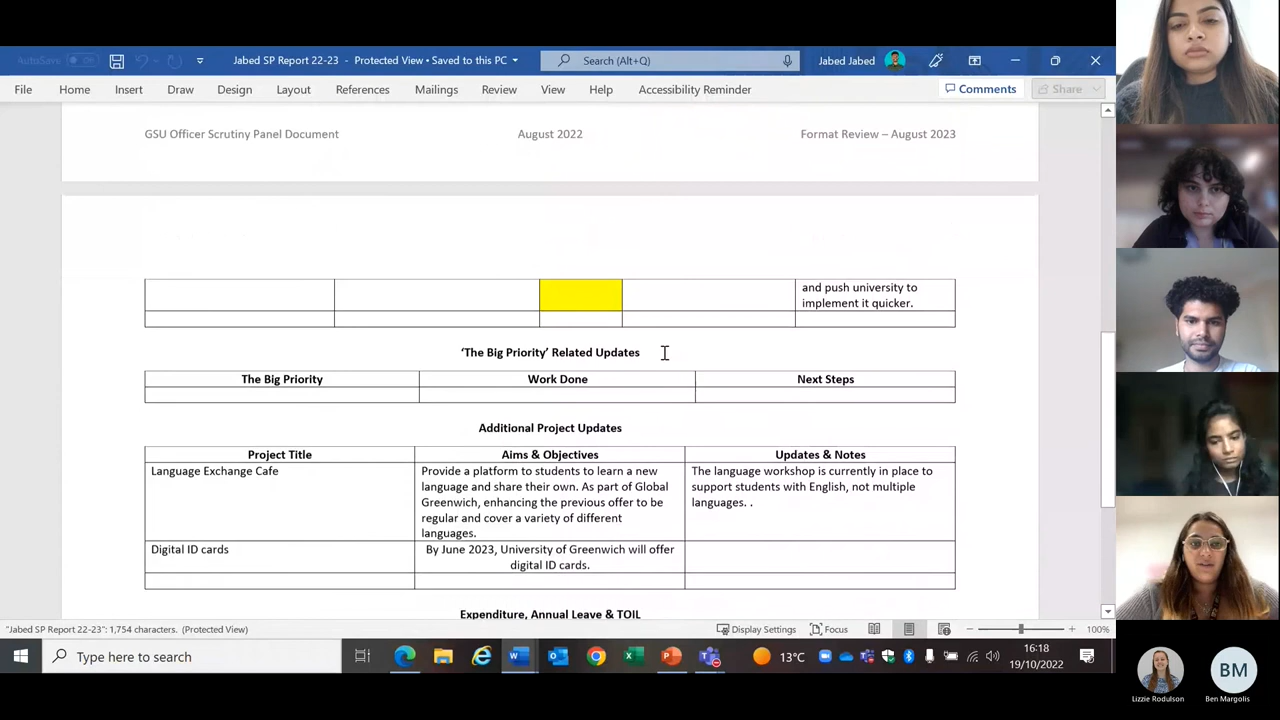 AutoSave Off
Jabed SP Report 22-23 - Protected View • Saved to this PC
Search (Alt+Q)
Jabed Jabed
File Home Insert Draw Design Layout References Mailings Review View Help Accessibility Reminder
Comments
Share
GSU Officer Scrutiny Panel Document August 2022 Format Review – August 2023
and push university to
implement it quicker.
‘The Big Priority’ Related Updates
The Big Priority Work Done Next Steps
Additional Project Updates
Project Title Aims & Objectives Updates & Notes
Language Exchange Cafe
Provide a platform to students to learn a new
language and share their own. As part of Global
Greenwich, enhancing the previous offer to be
regular and cover a variety of different
languages.
The language workshop is currently in place to
support students with English, not multiple
languages. .
Digital ID cards
By June 2023, University of Greenwich will offer
digital ID cards.
Expenditure, Annual Leave & TOIL
"Jabed SP Report 22-23": 1,754 characters. (Protected View)
Display Settings Focus 100%
Type here to search
13°C
16:18
19/10/2022
BM
Lizzie Rodulson
Ben Margolis